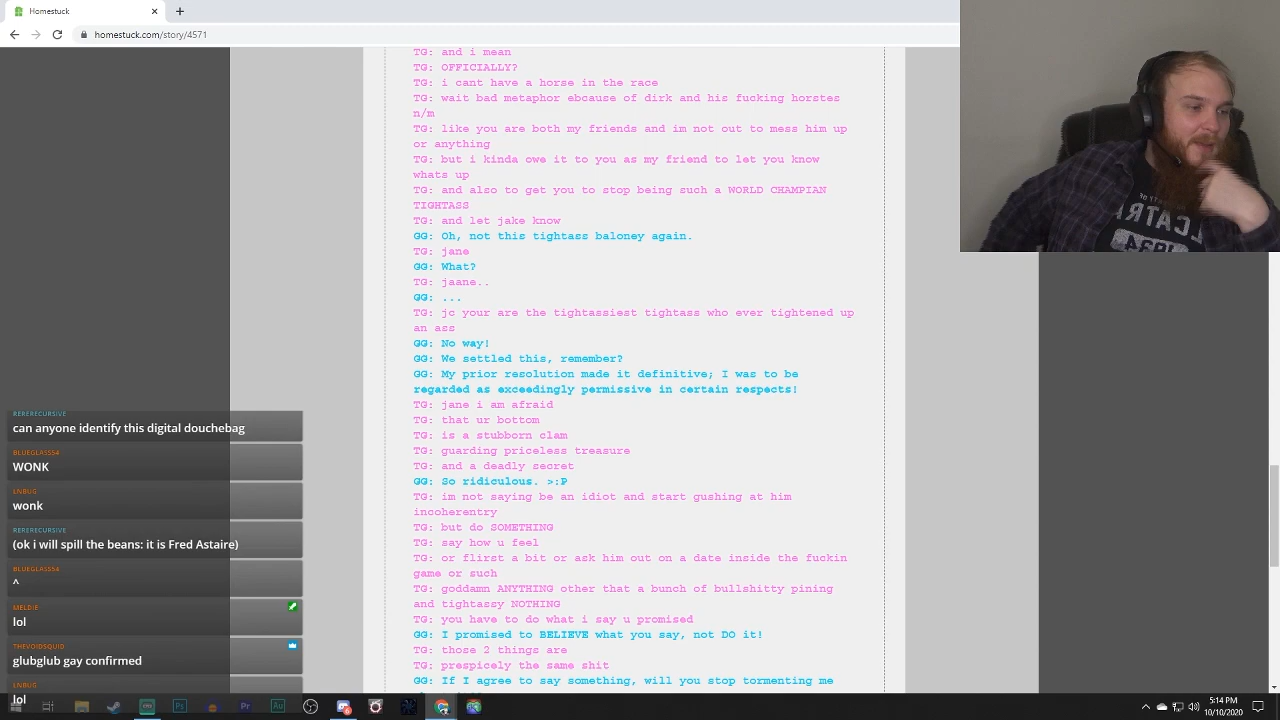 Homestuck
homestuck.com/story/4571
TG: and i mean
TG: OFFICIALLY?
TG: i cant have a horse in the race
TG: wait bad metaphor ebcause of dirk and his fucking horstes
n/m
TG: like you are both my friends and im not out to mess him up
or anything
TG: but i kinda owe it to you as my friend to let you know
whats up
TG: and also to get you to stop being such a WORLD CHAMPIAN
TIGHTASS
TG: and let jake know
GG: Oh, not this tightass baloney again.
TG: jane
GG: What?
TG: jaane..
GG: ...
TG: jc your are the tightassiest tightass who ever tightened up
an ass
GG: No way!
GG: We settled this, remember?
GG: My prior resolution made it definitive; I was to be
regarded as exceedingly permissive in certain respects!
TG: jane i am afraid
TG: that ur bottom
TG: is a stubborn clam
TG: guarding priceless treasure
TG: and a deadly secret
GG: So ridiculous. >:P
TG: im not saying be an idiot and start gushing at him
incoherentry
TG: but do SOMETHING
TG: say how u feel
TG: or flirst a bit or ask him out on a date inside the fuckin
game or such
TG: goddamn ANYTHING other that a bunch of bullshitty pining
and tightassy NOTHING
TG: you have to do what i say u promised
GG: I promised to BELIEVE what you say, not DO it!
TG: those 2 things are
TG: prespicely the same shit
GG: If I agree to say something, will you stop tormenting me
RERERECURSIVE
can anyone identify this digital douchebag
BLUEGLASS54
WONK
LNBUG
wonk
RERERECURSIVE
(ok i will spill the beans: it is Fred Astaire)
BLUEGLASS54
^
MELDIE
lol
THEVOIDSQUID
glubglub gay confirmed
LNBUG
lol
Ps
Pr
Au
5:14 PM
10/10/2020